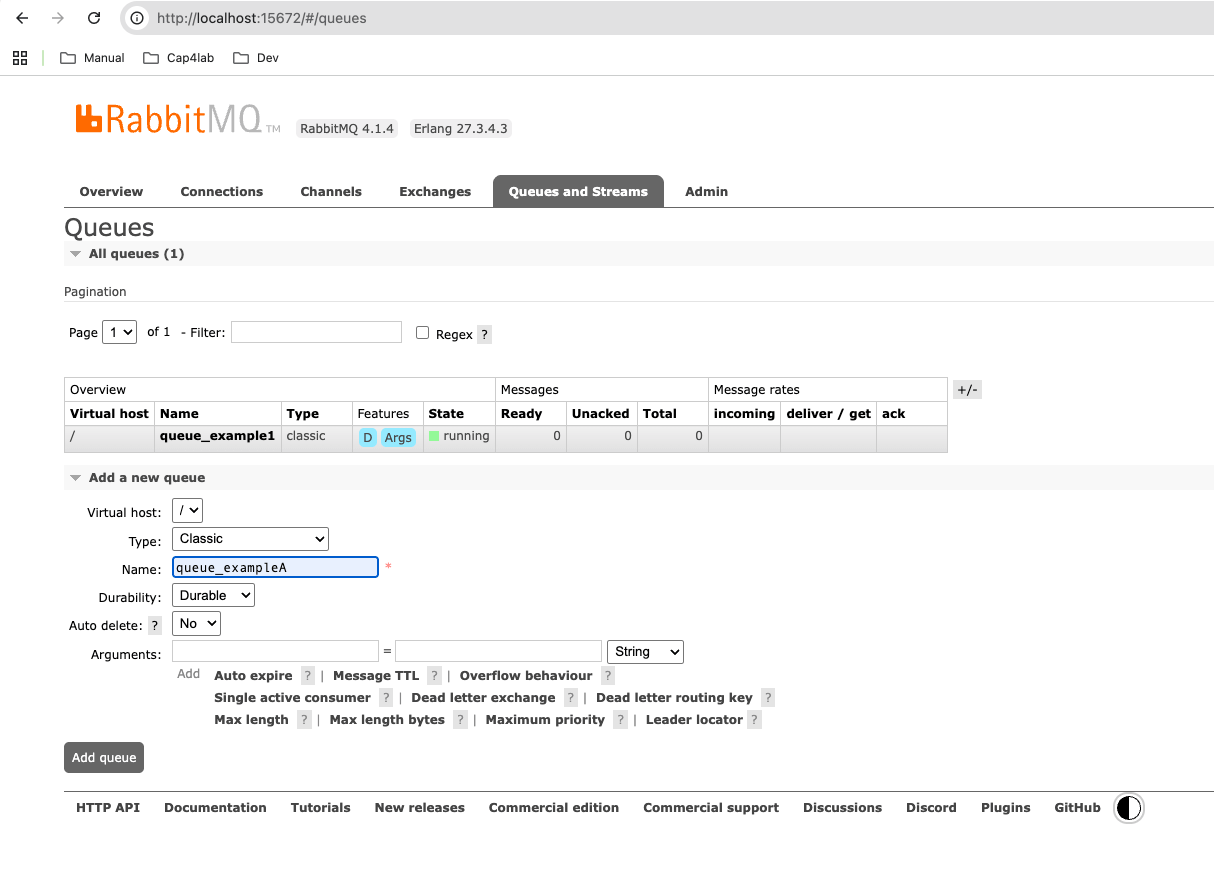 http://localhost:15672/#/queues
Manual Cap4lab Dev
RabbitMQ TM RabbitMQ 4.1.4 Erlang 27.3.4.3
Overview Connections Channels Exchanges Queues and Streams Admin
Queues
All queues (1)
Pagination
Page 1 of 1 - Filter: Regex ?
Overview Messages Message rates +/-
Virtual host Name Type Features State Ready Unacked Total incoming deliver / get ack
/ queue_example1 classic D Args running 0 0 0
Add a new queue
Virtual host: /
Type: Classic
Name: queue_exampleA *
Durability: Durable
Auto delete: ? No
Arguments: = String
Add Auto expire ? | Message TTL ? | Overflow behaviour ?
Single active consumer ? | Dead letter exchange ? | Dead letter routing key ?
Max length ? | Max length bytes ? | Maximum priority ? | Leader locator ?
Add queue
HTTP API Documentation Tutorials New releases Commercial edition Commercial support Discussions Discord Plugins GitHub